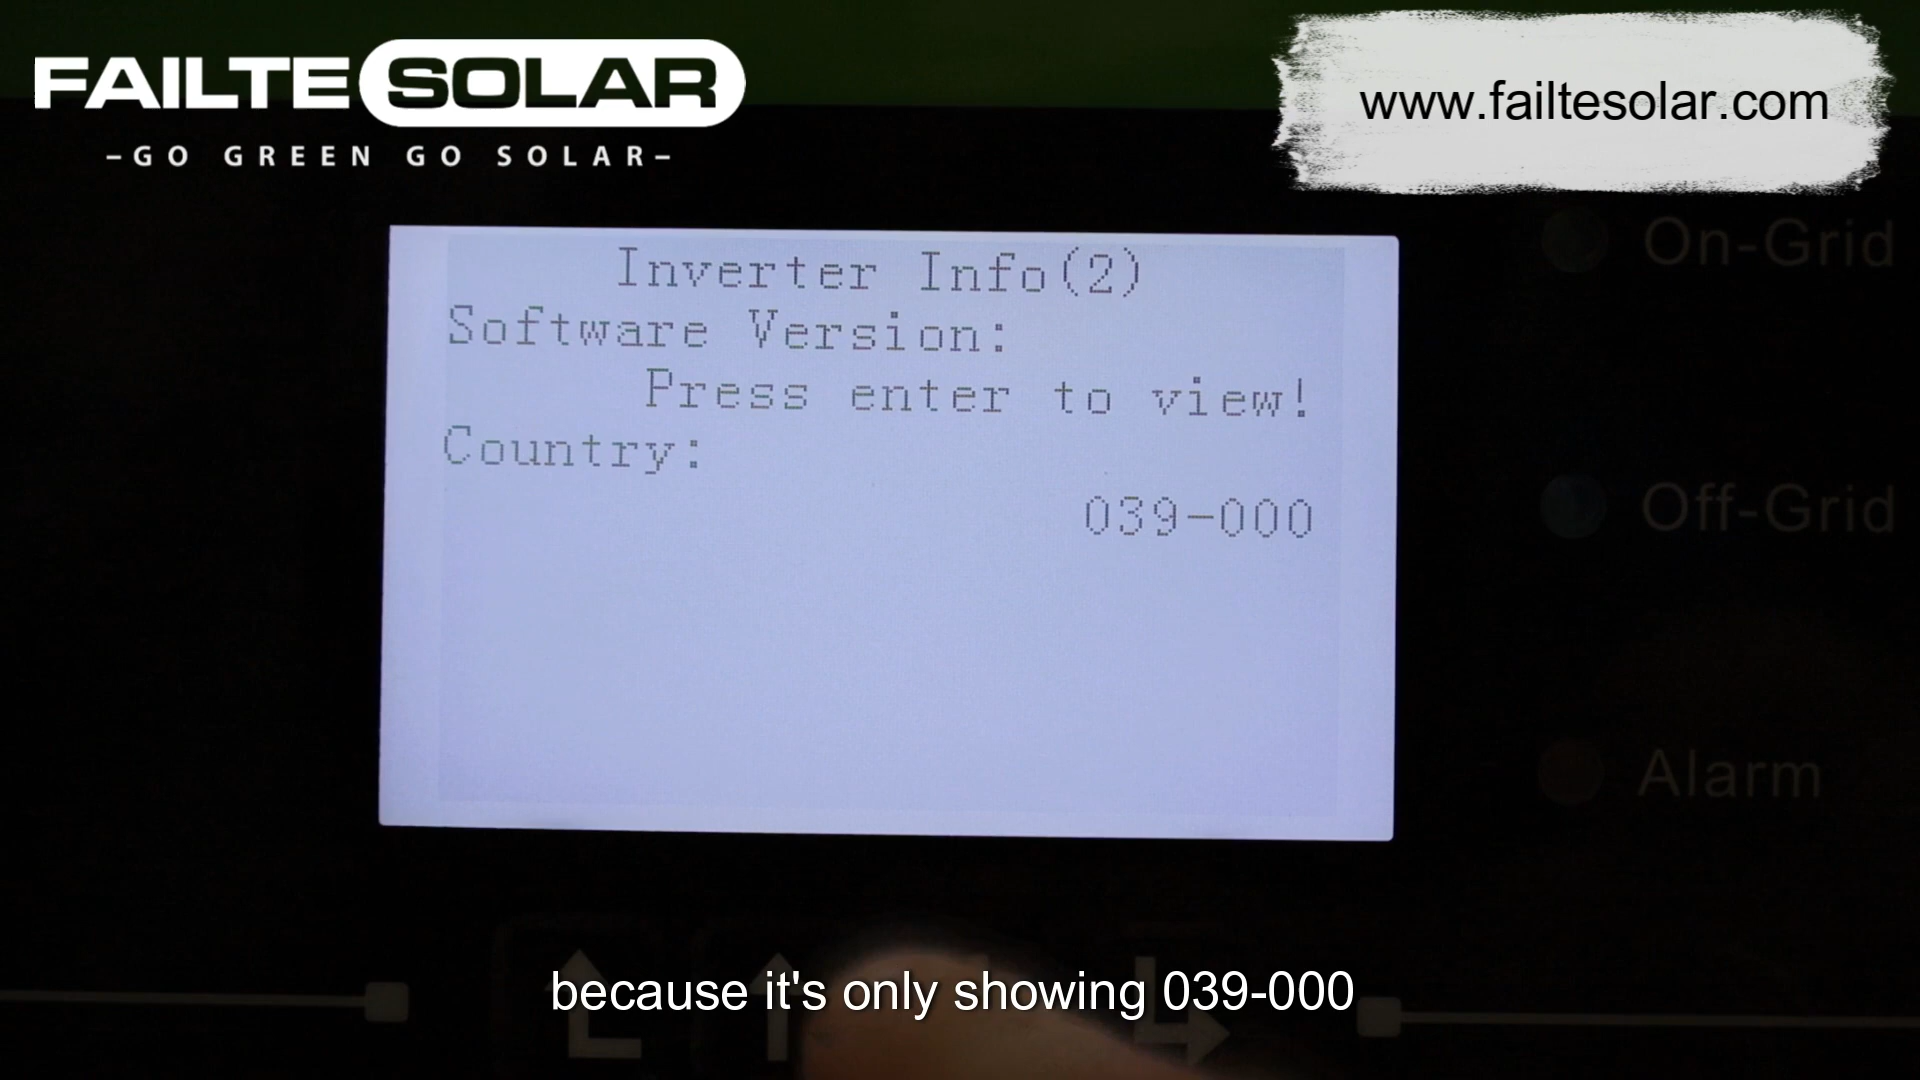 FAILTE SOLAR
–GO GREEN GO SOLAR–
www.failtesolar.com
Inverter Info(2)
Software Version:
Press enter to view!
Country:
039-000
On-Grid
Off-Grid
Alarm
because it's only showing 039-000